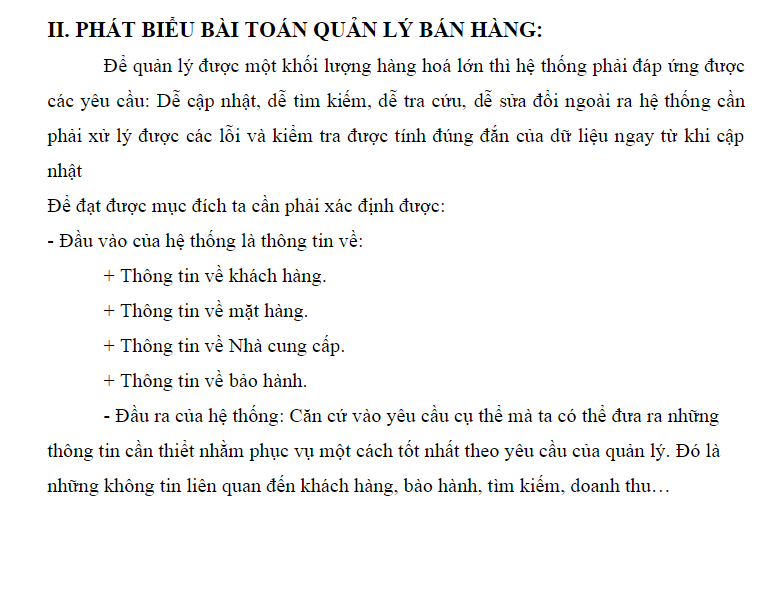 II. PHÁT BIỂU BÀI TOÁN QUẢN LÝ BÁN HÀNG:
Để quản lý được một khối lượng hàng hoá lớn thì hệ thống phải đáp ứng được
các yêu cầu: Dễ cập nhật, dễ tìm kiếm, dễ tra cứu, dễ sửa đổi ngoài ra hệ thống cần
phải xử lý được các lỗi và kiểm tra được tính đúng đắn của dữ liệu ngay từ khi cập
nhật
Để đạt được mục đích ta cần phải xác định được:
- Đầu vào của hệ thống là thông tin về:
+ Thông tin về khách hàng.
+ Thông tin về mặt hàng.
+ Thông tin về Nhà cung cấp.
+ Thông tin về bảo hành.
- Đầu ra của hệ thống: Căn cứ vào yêu cầu cụ thể mà ta có thể đưa ra những
thông tin cần thiết nhằm phục vụ một cách tốt nhất theo yêu cầu của quản lý. Đó là
những không tin liên quan đến khách hàng, bảo hành, tìm kiếm, doanh thu…